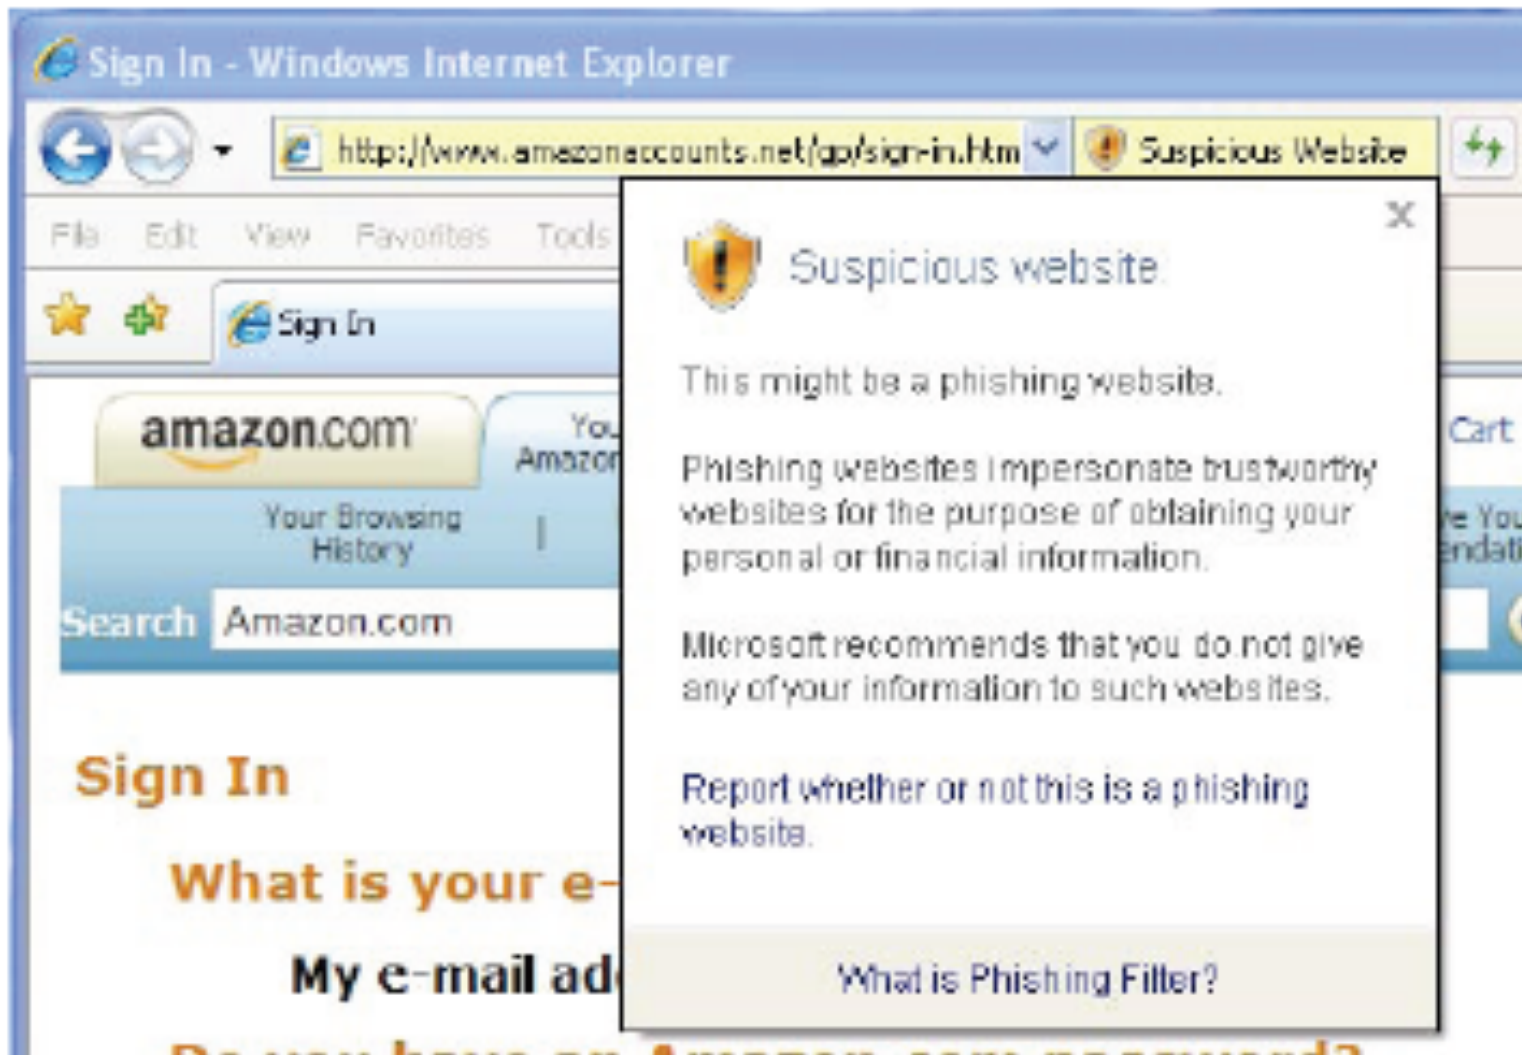 Sign In - Windows Internet Explorer
http://www.amazonaccounts.net/gp/sign-in.htm
Suspicious Website
File Edit View Favorites Tools
Sign In
Suspicious website
This might be a phishing website.
Phishing websites impersonate trustworthy
websites for the purpose of obtaining your
personal or financial information.
Microsoft recommends that you do not give
any of your information to such websites.
Report whether or not this is a phishing
website.
What is Phishing Filter?
amazon.com
Cart
Your Browsing
History
Search Amazon.com
Sign In
What is your e-
My e-mail